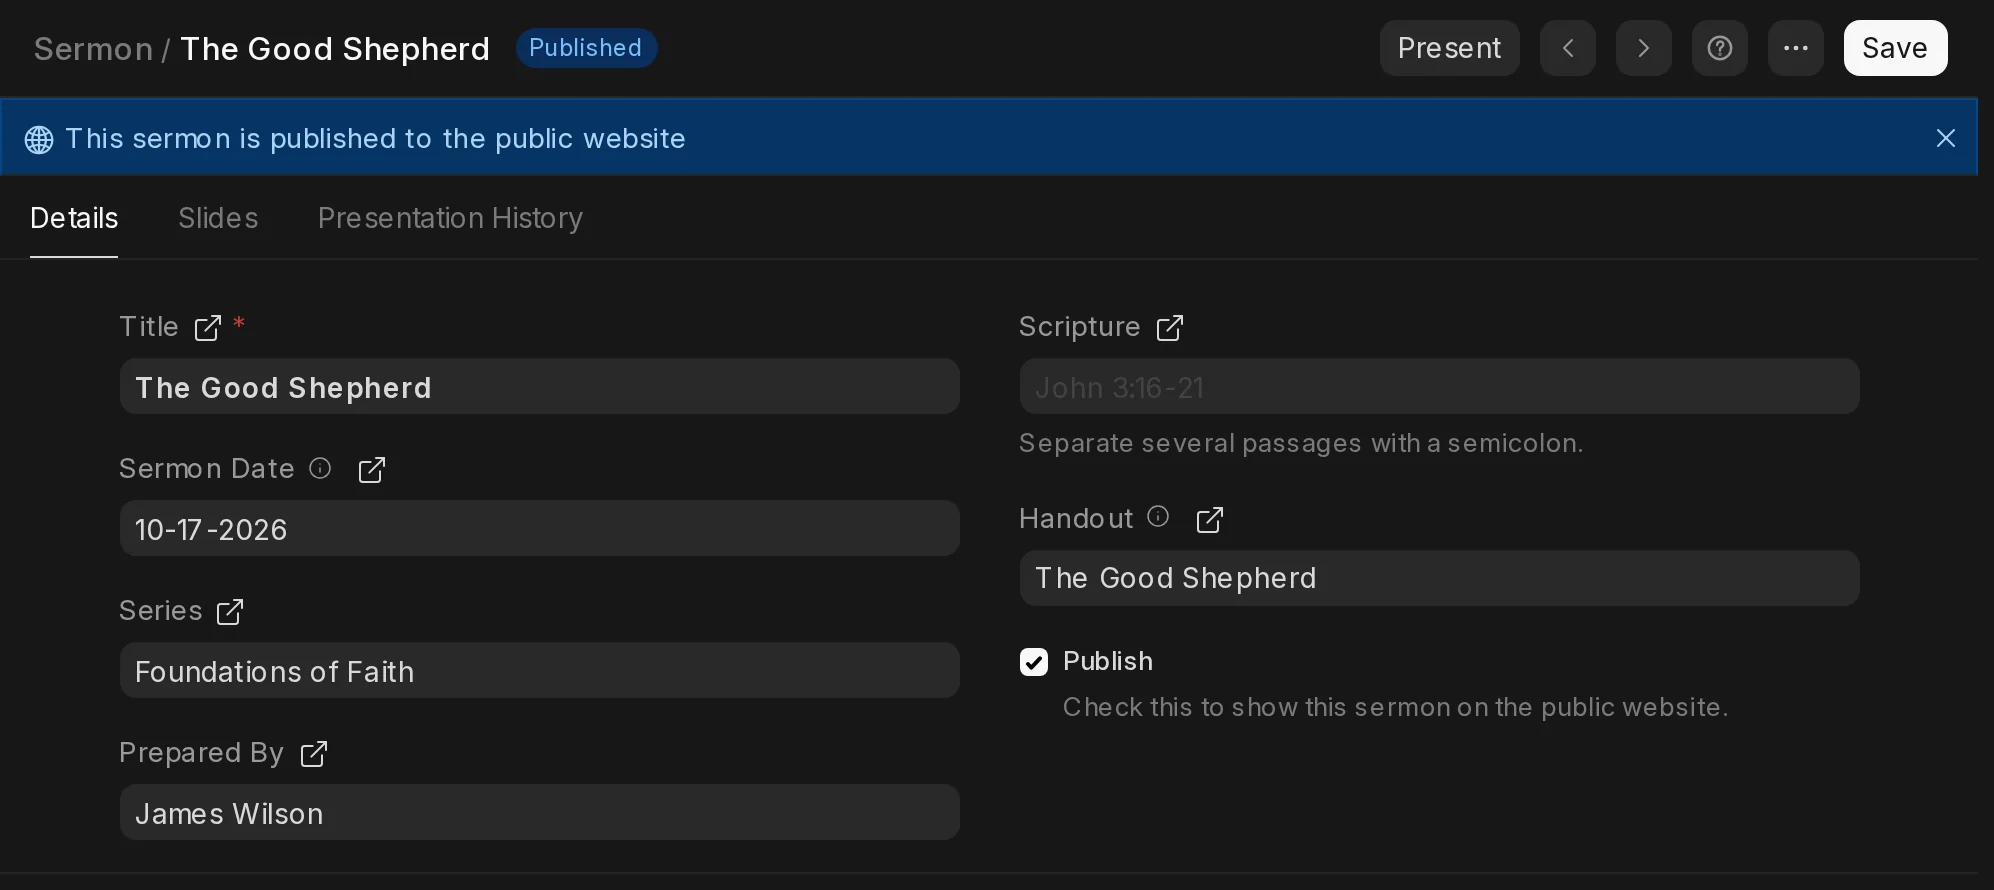 Sermon / The Good Shepherd Published Present Save
This sermon is published to the public website
Details Slides Presentation History
Title *
The Good Shepherd
Sermon Date
10-17-2026
Series
Foundations of Faith
Prepared By
James Wilson
Scripture
John 3:16-21
Separate several passages with a semicolon.
Handout
The Good Shepherd
Publish
Check this to show this sermon on the public website.